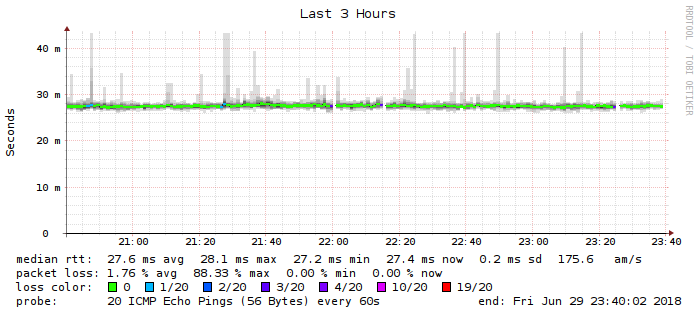 Last 3 Hours
RRDTOOL / TOBI OETIKER
Seconds
40 m
30 m
20 m
10 m
0
21:00 21:20 21:40 22:00 22:20 22:40 23:00 23:20 23:40
median rtt: 27.6 ms avg 28.1 ms max 27.2 ms min 27.4 ms now 0.2 ms sd 175.6 am/s
packet loss: 1.76 % avg 88.33 % max 0.00 % min 0.00 % now
loss color: 0 1/20 2/20 3/20 4/20 10/20 19/20
probe: 20 ICMP Echo Pings (56 Bytes) every 60s end: Fri Jun 29 23:40:02 2018